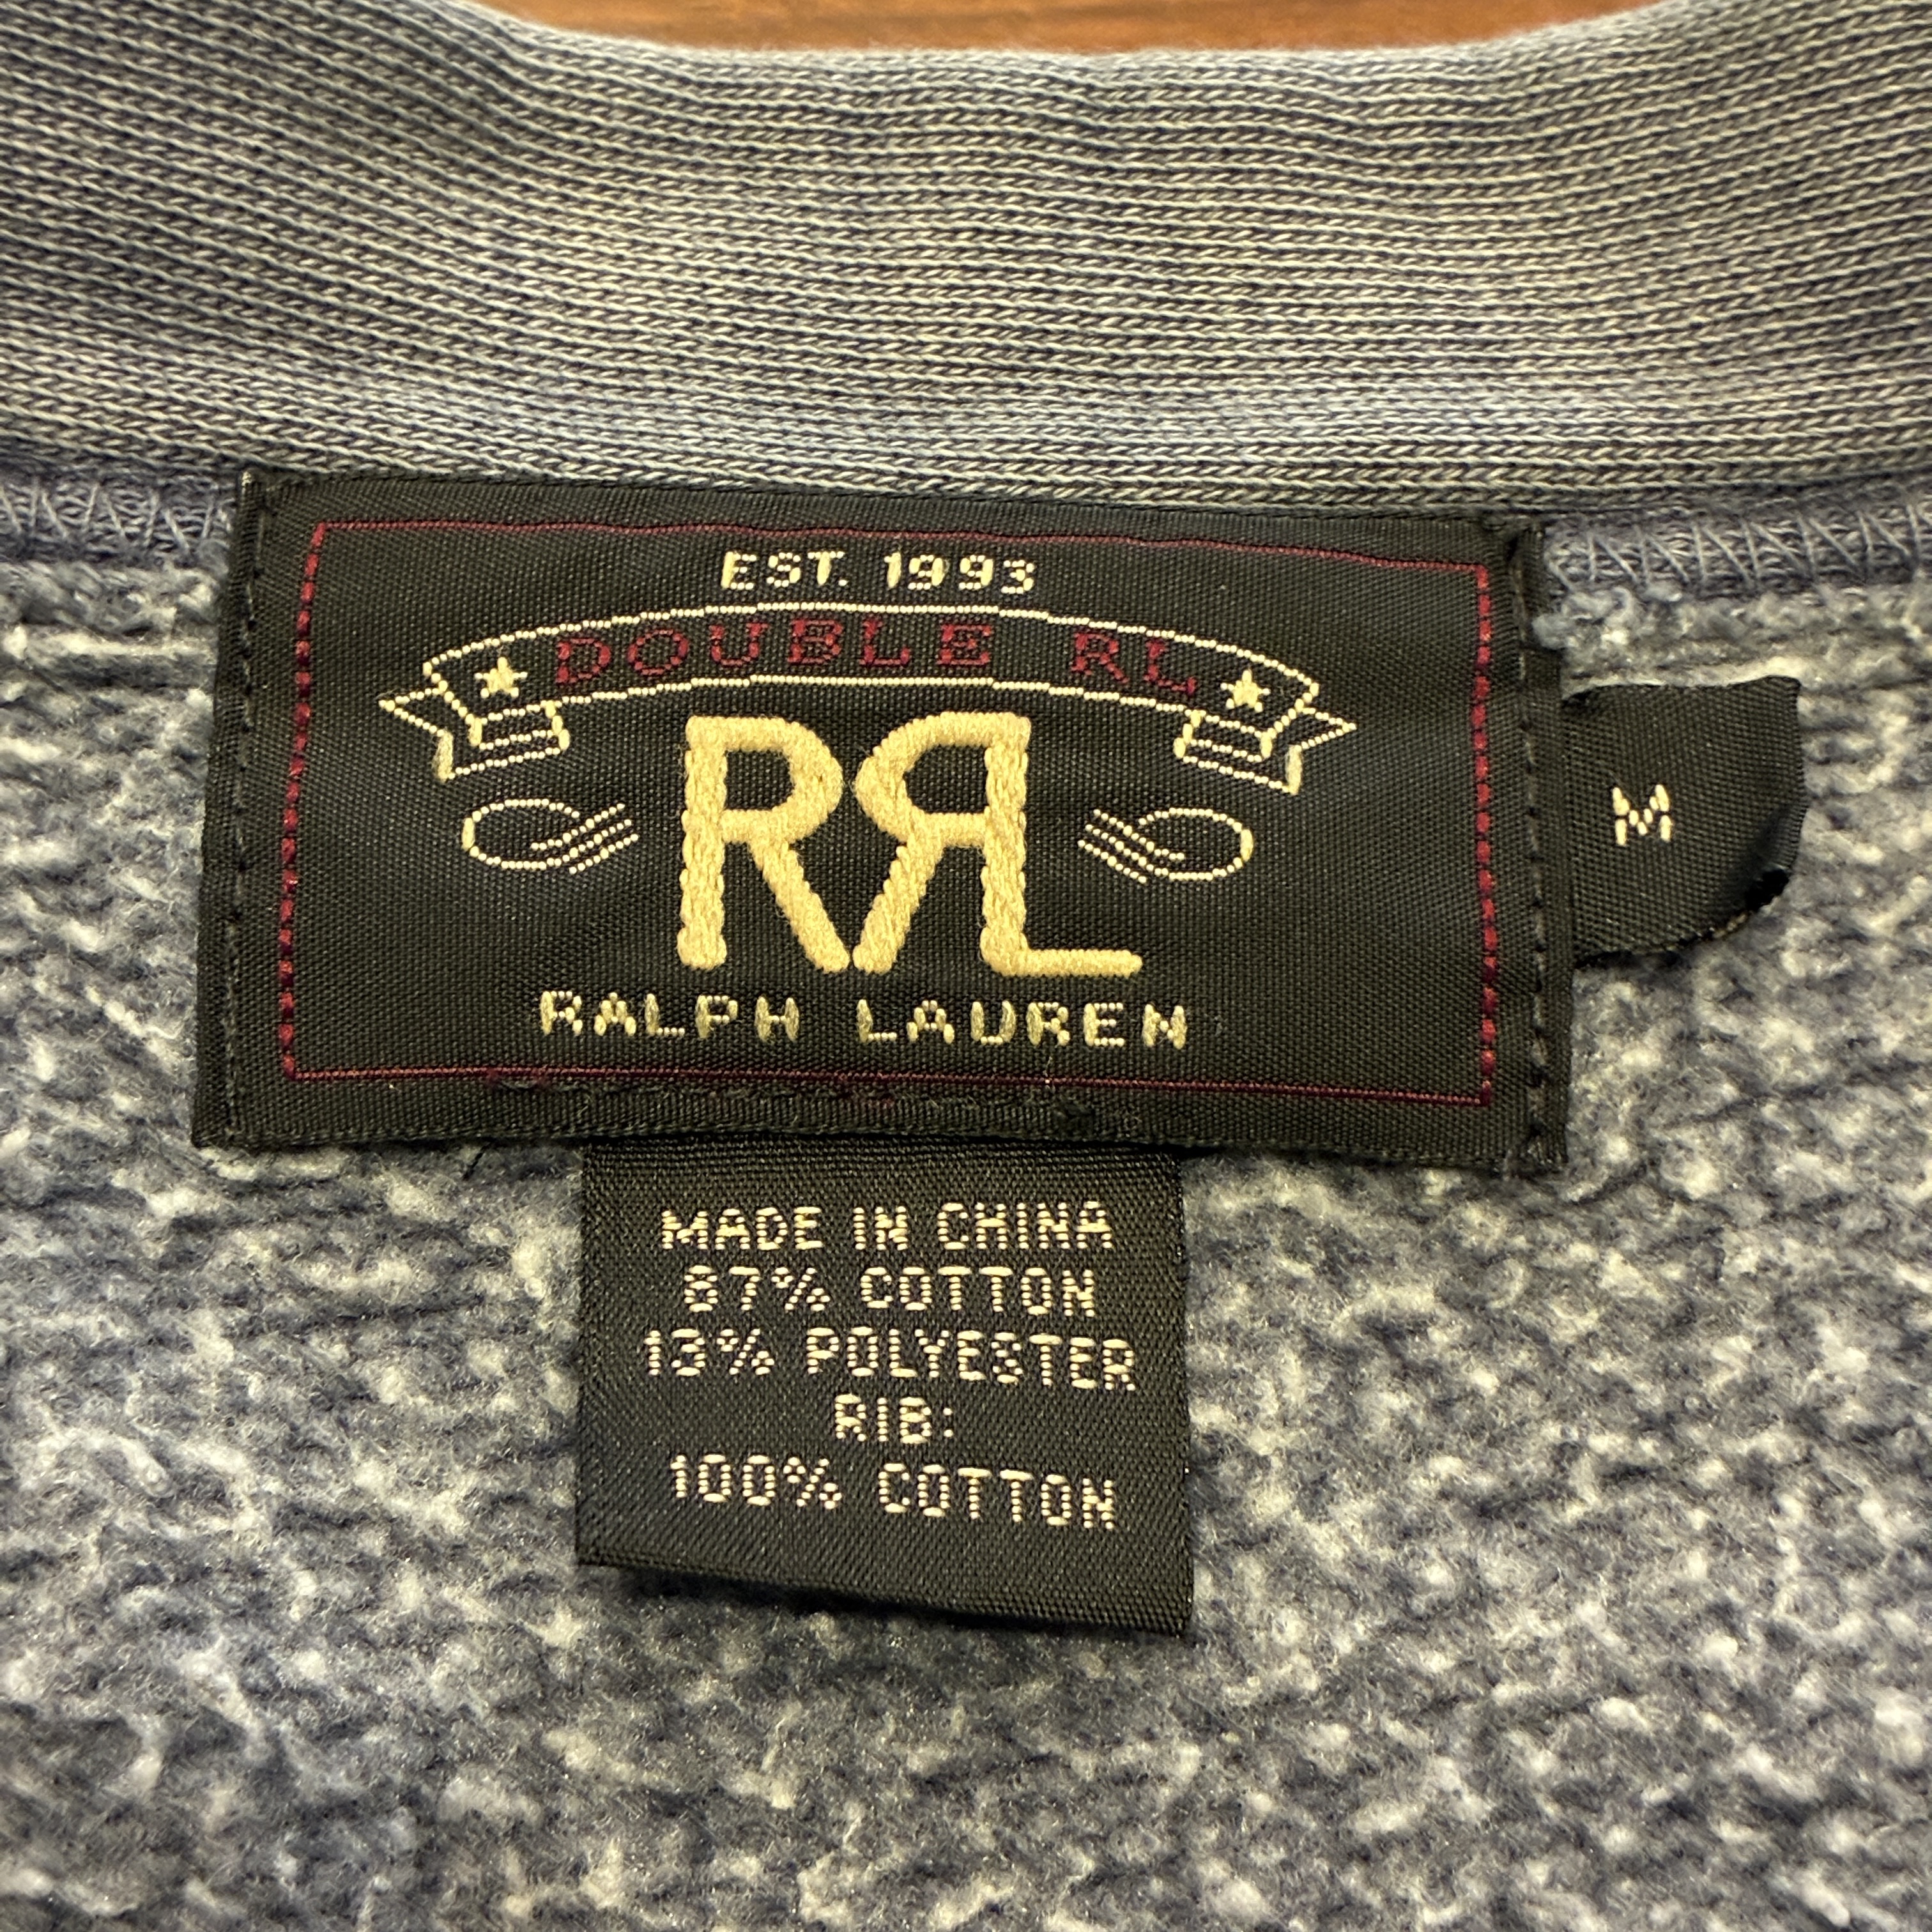 EST. 1993
DOUBLE RL
RRL
RALPH LAUREN
M
MADE IN CHINA
87% COTTON
13% POLYESTER
RIB:
100% COTTON